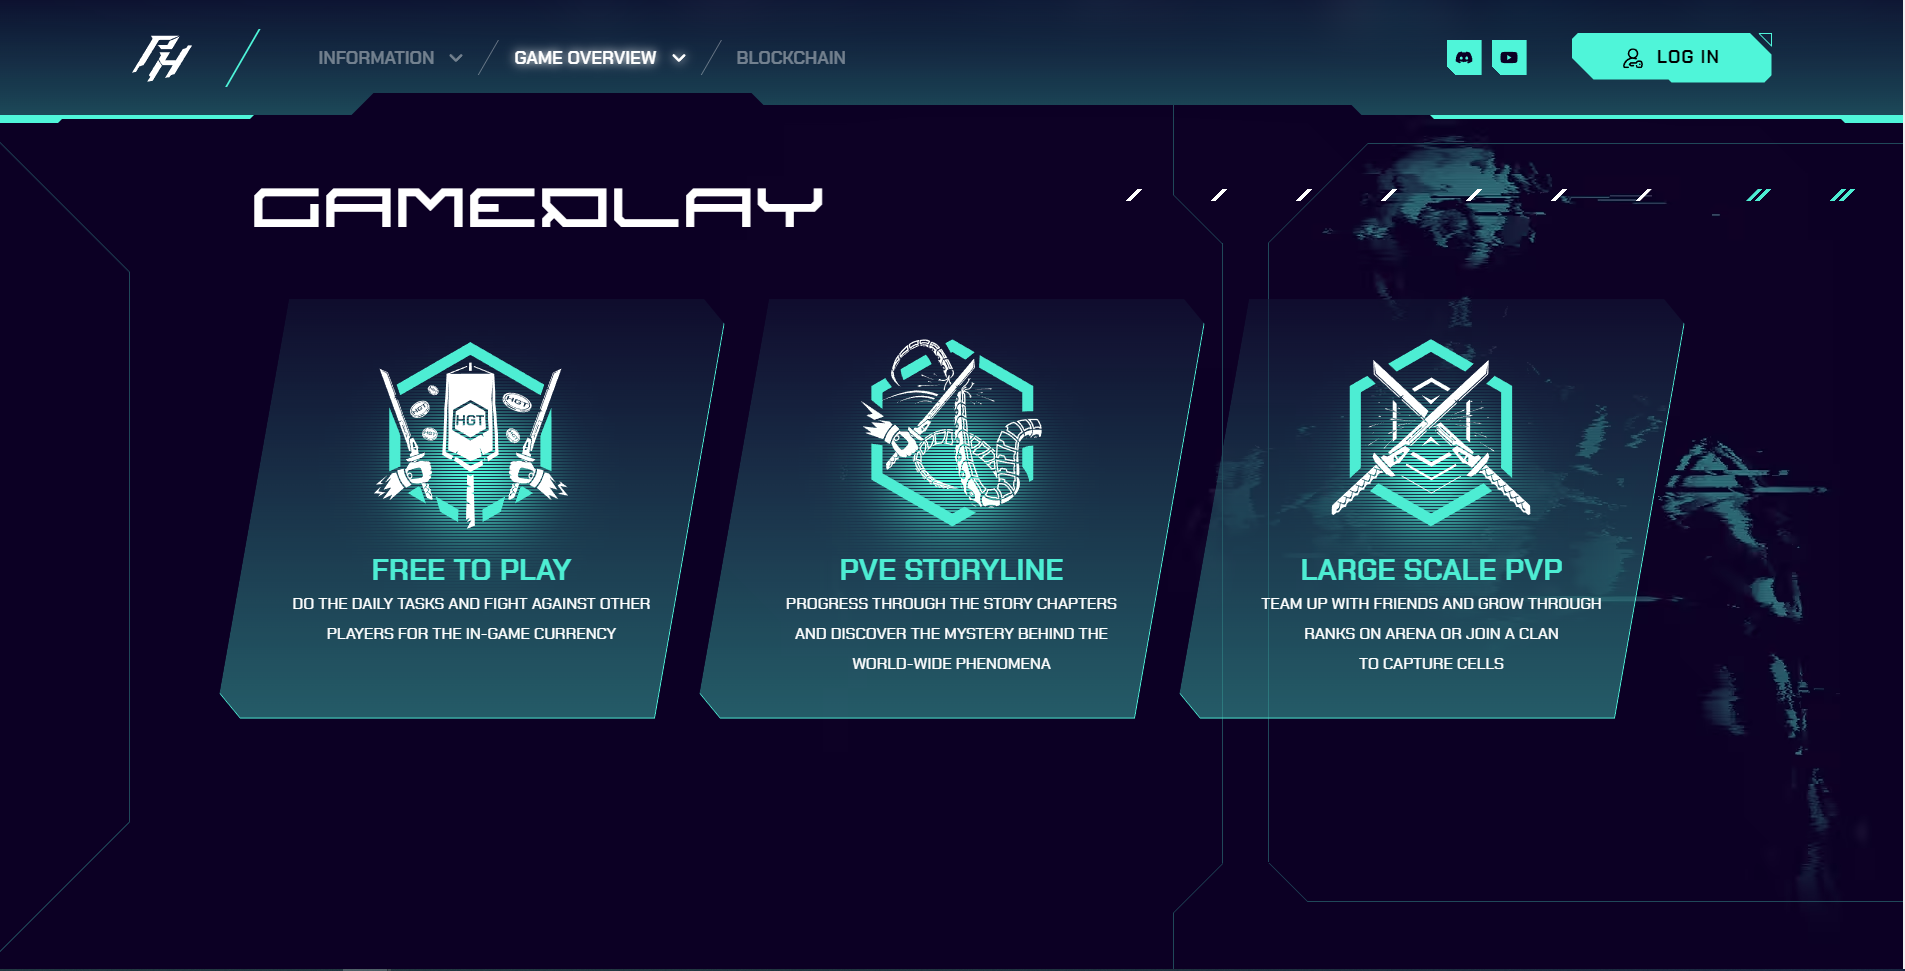 INFORMATION
GAME OVERVIEW
BLOCKCHAIN
LOG IN
GAMEPLAY
HGT
HGT
HGT
HGT
FREE TO PLAY
DO THE DAILY TASKS AND FIGHT AGAINST OTHER
PLAYERS FOR THE IN-GAME CURRENCY
PVE STORYLINE
PROGRESS THROUGH THE STORY CHAPTERS
AND DISCOVER THE MYSTERY BEHIND THE
WORLD-WIDE PHENOMENA
LARGE SCALE PVP
TEAM UP WITH FRIENDS AND GROW THROUGH
RANKS ON ARENA OR JOIN A CLAN
TO CAPTURE CELLS